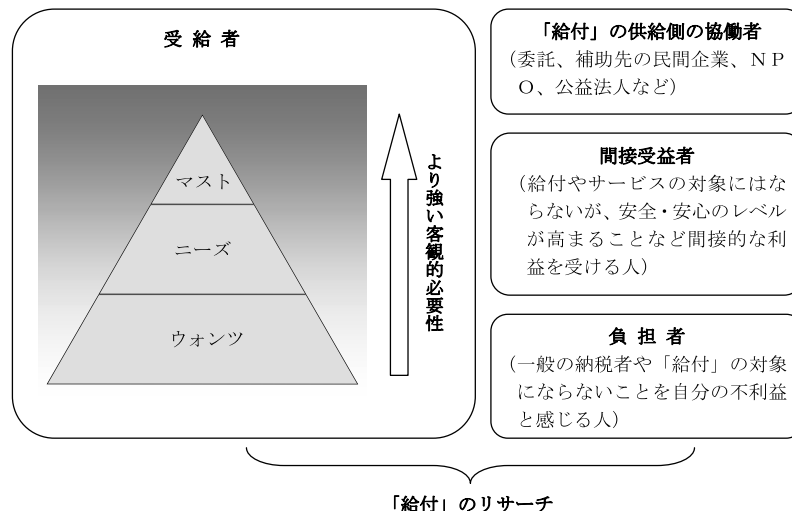 受 給 者
マスト
ニーズ
ウォンツ
より強い客観的必要性
「給付」の供給側の協働者
（委託、補助先の民間企業、ＮＰ
Ｏ、公益法人など）
間接受益者
（給付やサービスの対象にはな
らないが、安全・安心のレベル
が高まることなど間接的な利
益を受ける人）
負 担 者
（一般の納税者や「給付」の対象
にならないことを自分の不利益
と感じる人）
「給付」のリサーチ